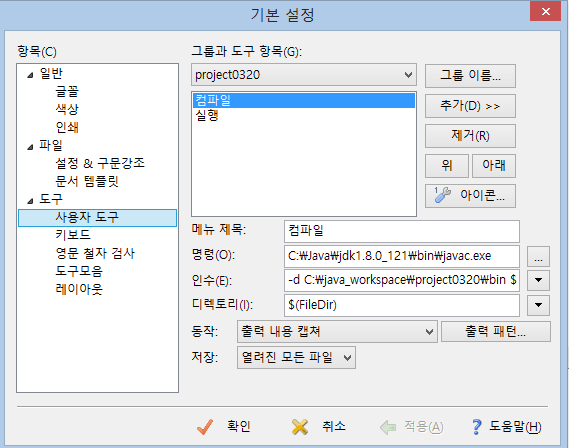 기본 설정
항목(C)
일반
글꼴
색상
인쇄
파일
설정 & 구문강조
문서 템플릿
도구
사용자 도구
키보드
영문 철자 검사
도구모음
레이아웃
그룹과 도구 항목(G):
project0320
그룹 이름...
컴파일
실행
추가(D) >>
제거(R)
위 아래
아이콘...
메뉴 제목: 컴파일
명령(O): C:₩Java₩jdk1.8.0_121₩bin₩javac.exe ...
인수(E): -d C:₩java_workspace₩project0320₩bin $
디렉토리(I): $(FileDir)
동작: 출력 내용 캡쳐 출력 패턴...
저장: 열려진 모든 파일
확인 취소 적용(A) 도움말(H)